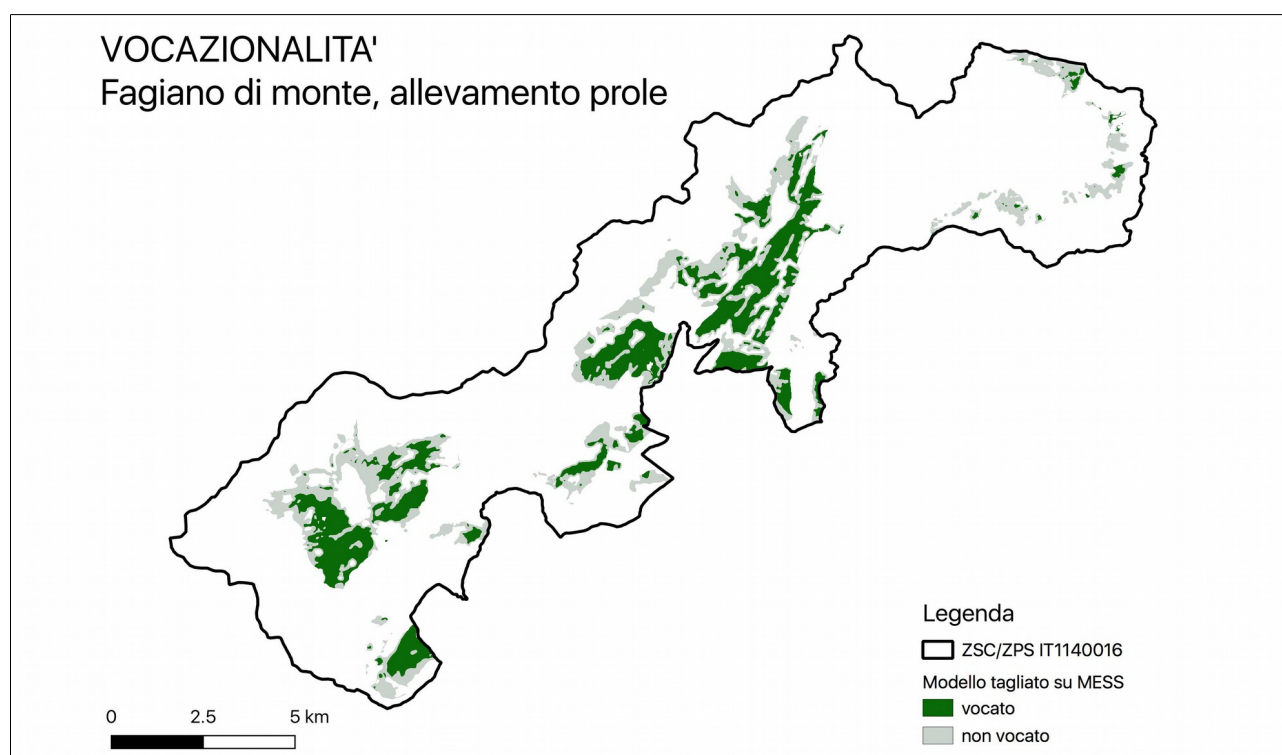 VOCAZIONALITA'
Fagiano di monte, allevamento prole
Legenda
ZSC/ZPS IT1140016
Modello tagliato su MESS
vocato
non vocato
0 2.5 5 km